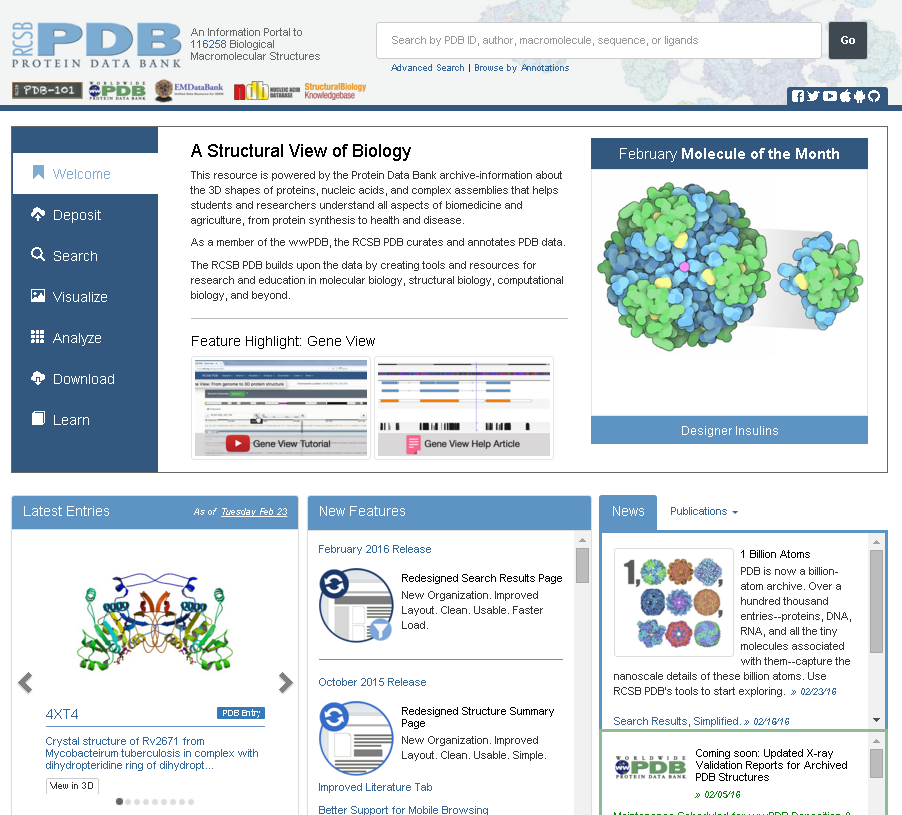 RCSB
PDB
PROTEIN DATA BANK
An Information Portal to
116258 Biological
Macromolecular Structures
Search by PDB ID, author, macromolecule, sequence, or ligands
Go
Advanced Search | Browse by Annotations
PDB-101
WORLDWIDE
PDB
PROTEIN DATA BANK
EMDataBank
NUCLEIC ACID
DATABASE
StructuralBiology
Knowledgebase
Welcome
Deposit
Search
Visualize
Analyze
Download
Learn
A Structural View of Biology
This resource is powered by the Protein Data Bank archive-information about
the 3D shapes of proteins, nucleic acids, and complex assemblies that helps
students and researchers understand all aspects of biomedicine and
agriculture, from protein synthesis to health and disease.
As a member of the wwPDB, the RCSB PDB curates and annotates PDB data.
The RCSB PDB builds upon the data by creating tools and resources for
research and education in molecular biology, structural biology, computational
biology, and beyond.
Feature Highlight: Gene View
Gene View Tutorial
Gene View Help Article
February Molecule of the Month
Designer Insulins
Latest Entries
As of Tuesday Feb 23
4XT4
PDB Entry
Crystal structure of Rv2671 from
Mycobacteirum tuberculosis in complex with
dihydropteridine ring of dihydropt...
View in 3D
New Features
February 2016 Release
Redesigned Search Results Page
New Organization. Improved
Layout. Clean. Usable. Faster
Load.
October 2015 Release
Redesigned Structure Summary
Page
New Organization. Improved
Layout. Clean. Usable. Simple.
Improved Literature Tab
Better Support for Mobile Browsing
News
Publications
1 Billion Atoms
PDB is now a billion-
atom archive. Over a
hundred thousand
entries--proteins, DNA,
RNA, and all the tiny
molecules associated
with them--capture the
nanoscale details of these billion atoms. Use
RCSB PDB's tools to start exploring. » 02/23/16
Search Results, Simplified. » 02/16/16
WORLDWIDE
PDB
PROTEIN DATA BANK
Coming soon: Updated X-ray
Validation Reports for Archived
PDB Structures
» 02/05/16